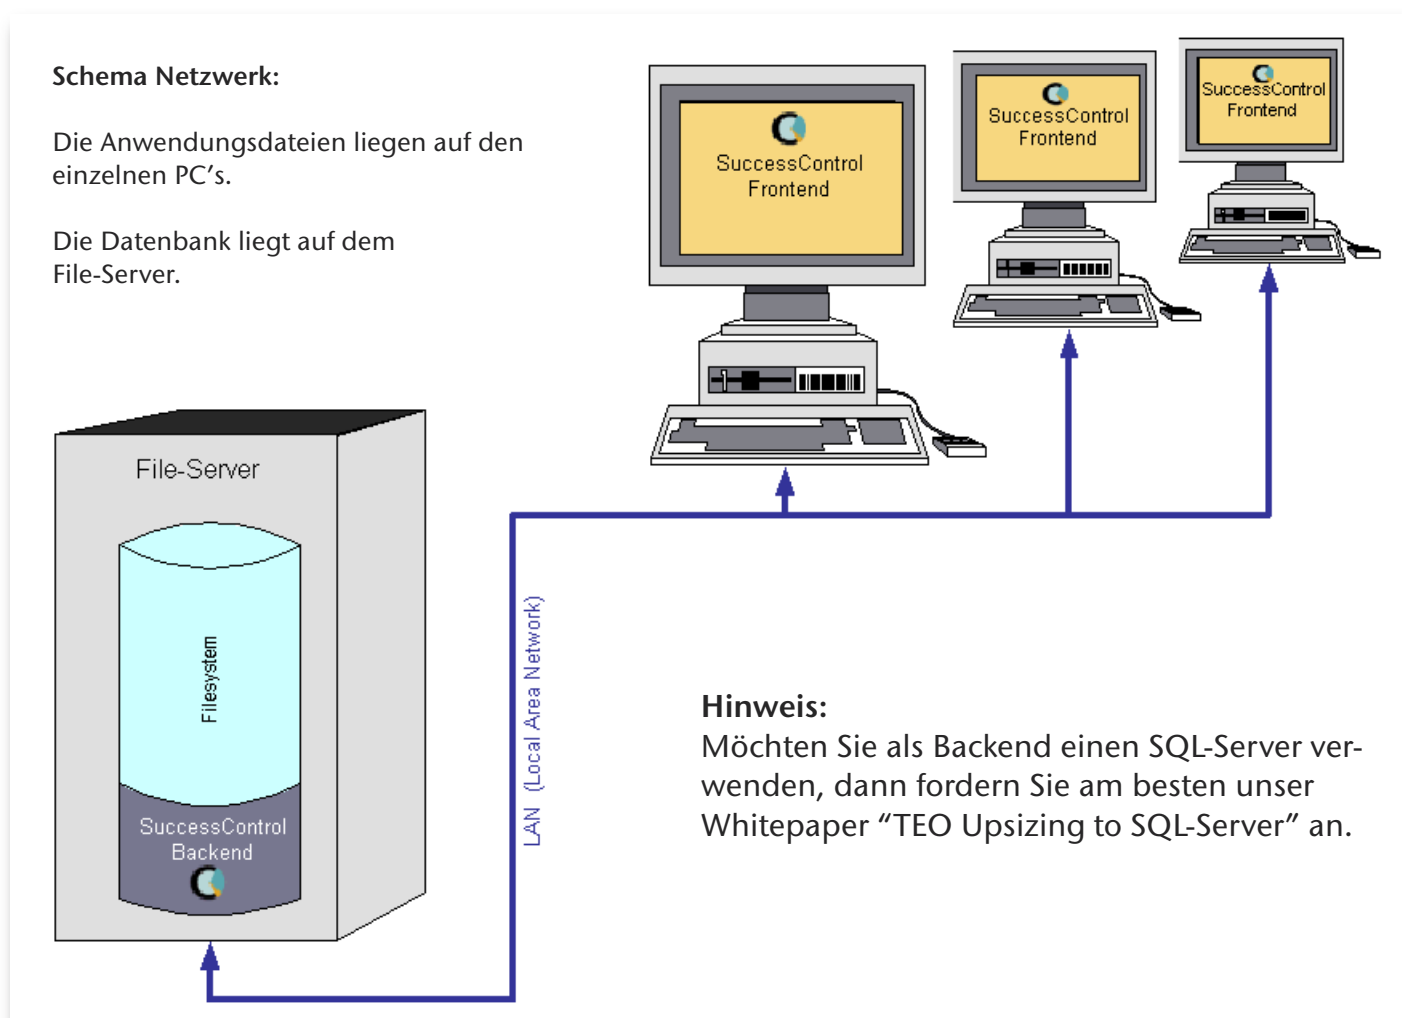 Schema Netzwerk:
Die Anwendungsdateien liegen auf den
einzelnen PC’s.
Die Datenbank liegt auf dem
File-Server.
SuccessControl
Frontend
SuccessControl
Frontend
SuccessControl
Frontend
File-Server
Filesystem
SuccessControl
Backend
LAN (Local Area Network)
Hinweis:
Möchten Sie als Backend einen SQL-Server ver-
wenden, dann fordern Sie am besten unser
Whitepaper “TEO Upsizing to SQL-Server” an.